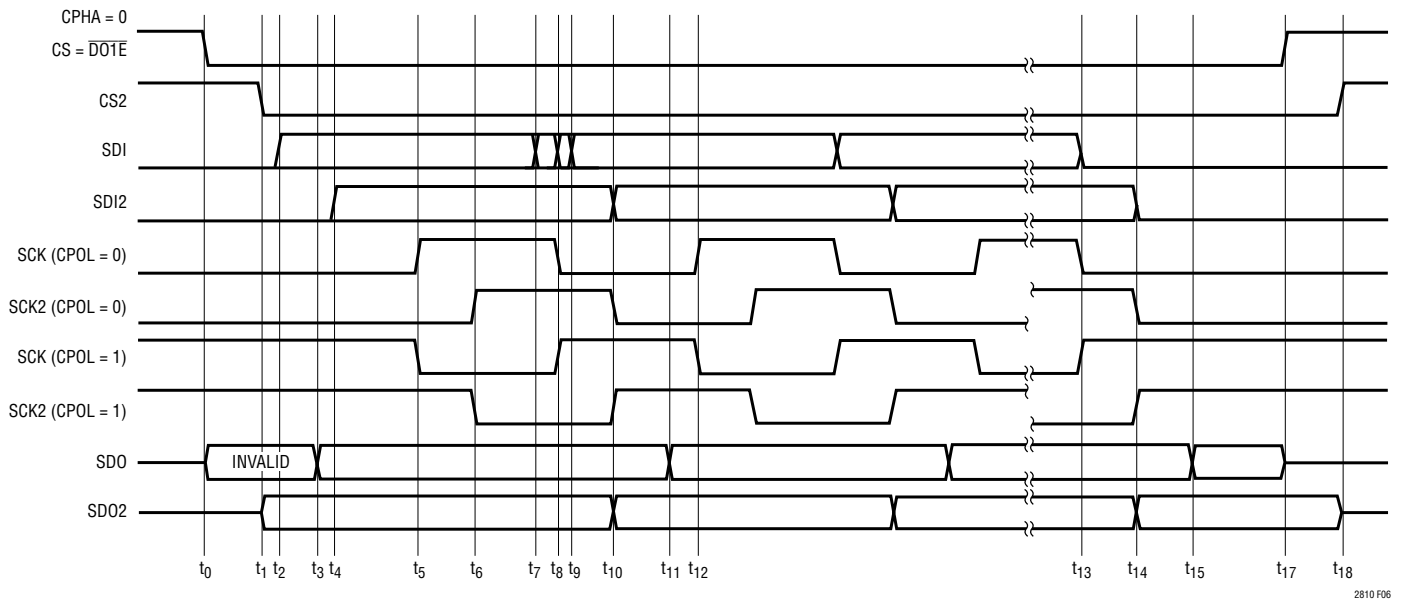 CPHA = 0
CS = D̅O̅1̅E̅
CS2
SDI
SDI2
SCK (CPOL = 0)
SCK2 (CPOL = 0)
SCK (CPOL = 1)
SCK2 (CPOL = 1)
SDO INVALID
SDO2
t0 t1 t2 t3 t4 t5 t6 t7 t8 t9 t10 t11 t12 t13 t14 t15 t17 t18
2810 F06